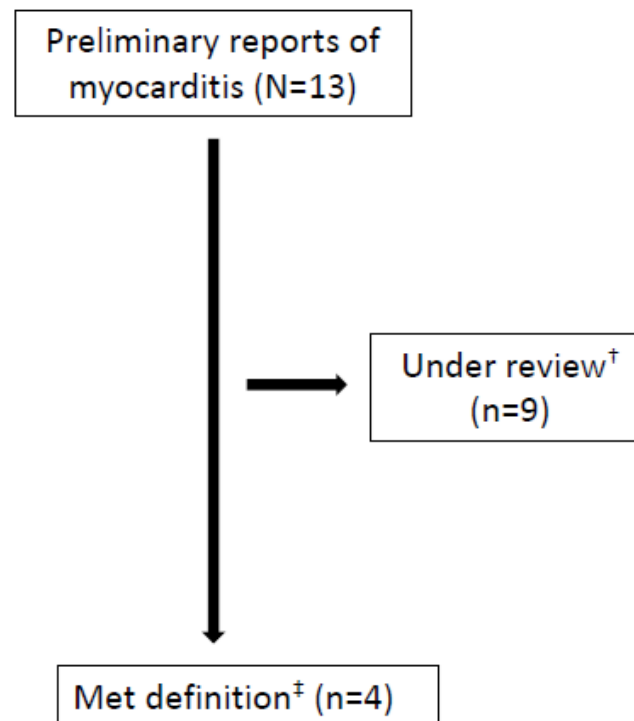 Preliminary reports of
myocarditis (N=13)
Under review†
(n=9)
Met definition‡ (n=4)